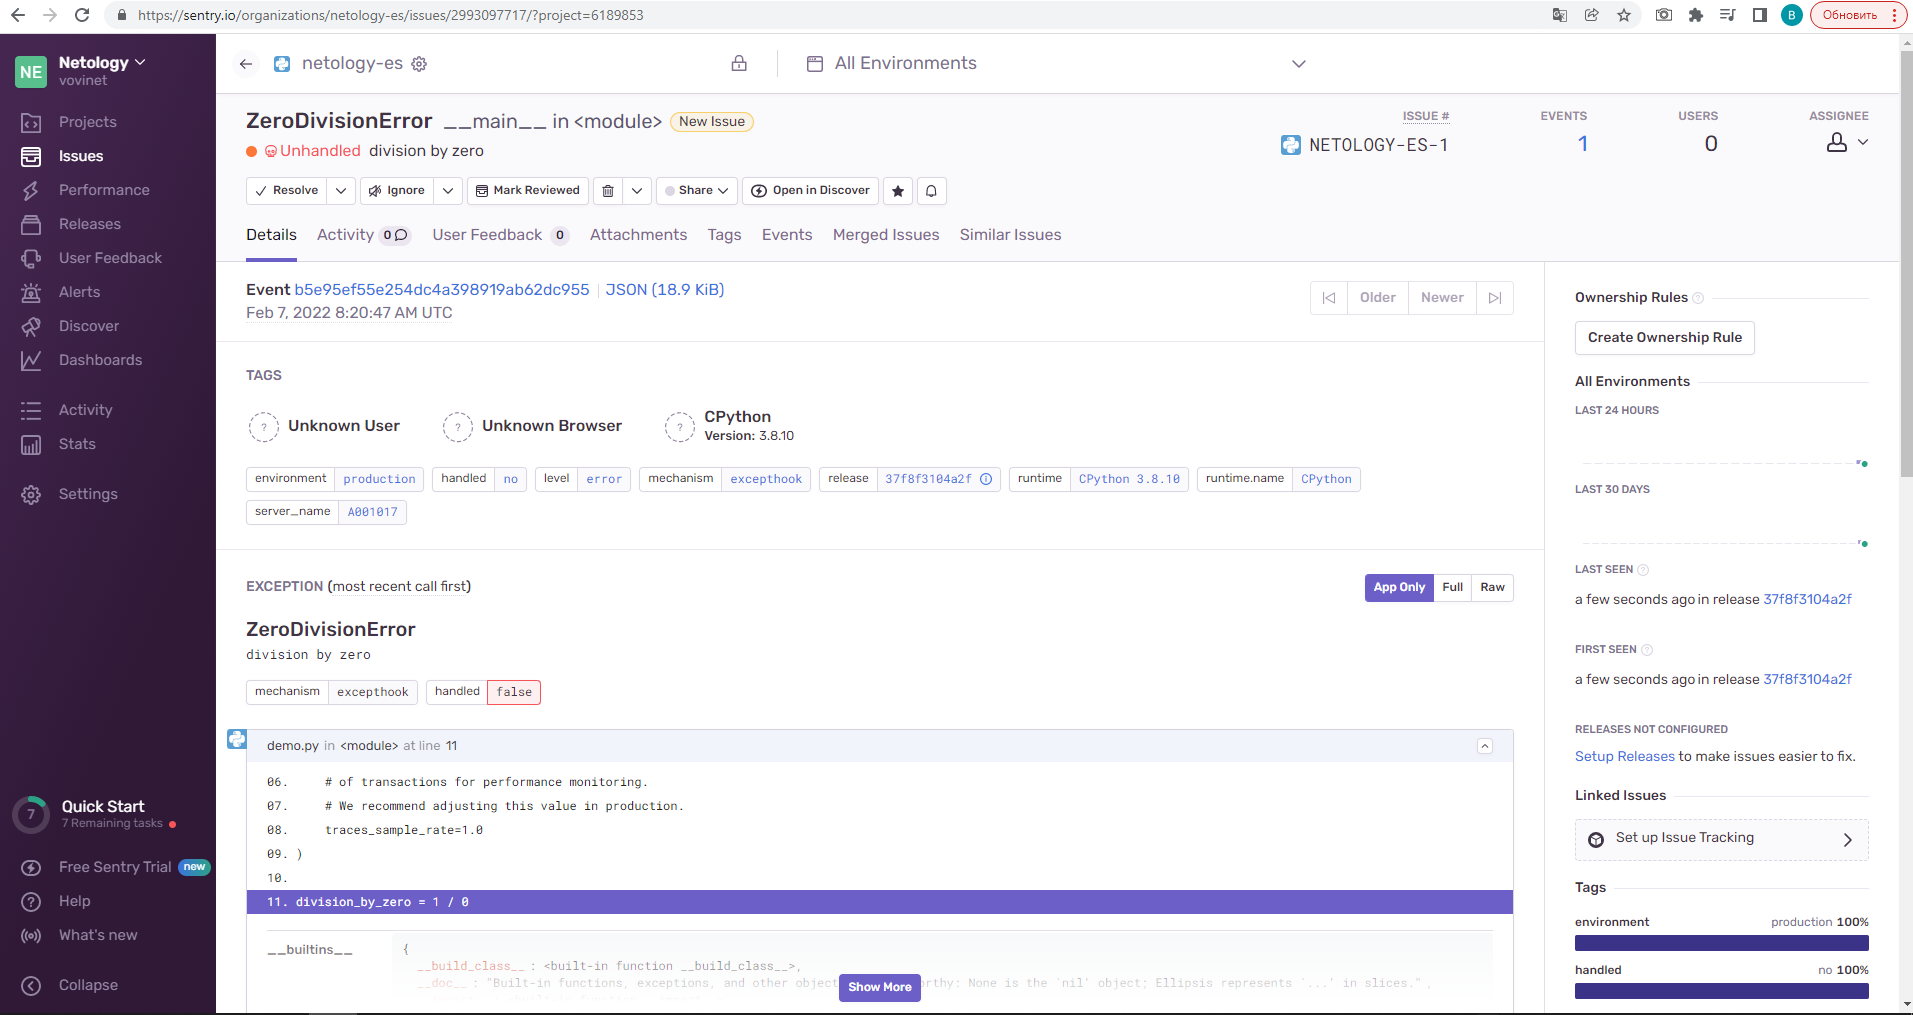 https://sentry.io/organizations/netology-es/issues/2993097717/?project=6189853
B
Обновить
NE
Netology
vovinet
Projects
Issues
Performance
Releases
User Feedback
Alerts
Discover
Dashboards
Activity
Stats
Settings
7
Quick Start
7 Remaining tasks
Free Sentry Trial new
Help
What's new
Collapse
netology-es
All Environments
ZeroDivisionError __main__ in <module> New Issue
Unhandled division by zero
ISSUE # EVENTS USERS ASSIGNEE
NETOLOGY-ES-1 1 0
Resolve Ignore Mark Reviewed Share Open in Discover
Details Activity 0 User Feedback 0 Attachments Tags Events Merged Issues Similar Issues
Event b5e95ef55e254dc4a398919ab62dc955 JSON (18.9 KiB)
Feb 7, 2022 8:20:47 AM UTC
Older Newer
TAGS
? Unknown User ? Unknown Browser ? CPython
Version: 3.8.10
environment production handled no level error mechanism excepthook release 37f8f3104a2f runtime CPython 3.8.10 runtime.name CPython
server_name A001017
EXCEPTION (most recent call first)
App Only Full Raw
ZeroDivisionError
division by zero
mechanism excepthook handled false
demo.py in <module> at line 11
06. # of transactions for performance monitoring.
07. # We recommend adjusting this value in production.
08. traces_sample_rate=1.0
09. )
10.
11. division_by_zero = 1 / 0
__builtins__ {
__build_class__ : <built-in function __build_class__>,
__doc__ : "Built-in functions, exceptions, and other object orthy: None is the `nil' object; Ellipsis represents `...' in slices.",
Show More
Ownership Rules ?
Create Ownership Rule
All Environments
LAST 24 HOURS
LAST 30 DAYS
LAST SEEN ?
a few seconds ago in release 37f8f3104a2f
FIRST SEEN ?
a few seconds ago in release 37f8f3104a2f
RELEASES NOT CONFIGURED
Setup Releases to make issues easier to fix.
Linked Issues
Set up Issue Tracking
Tags
environment production 100%
handled no 100%